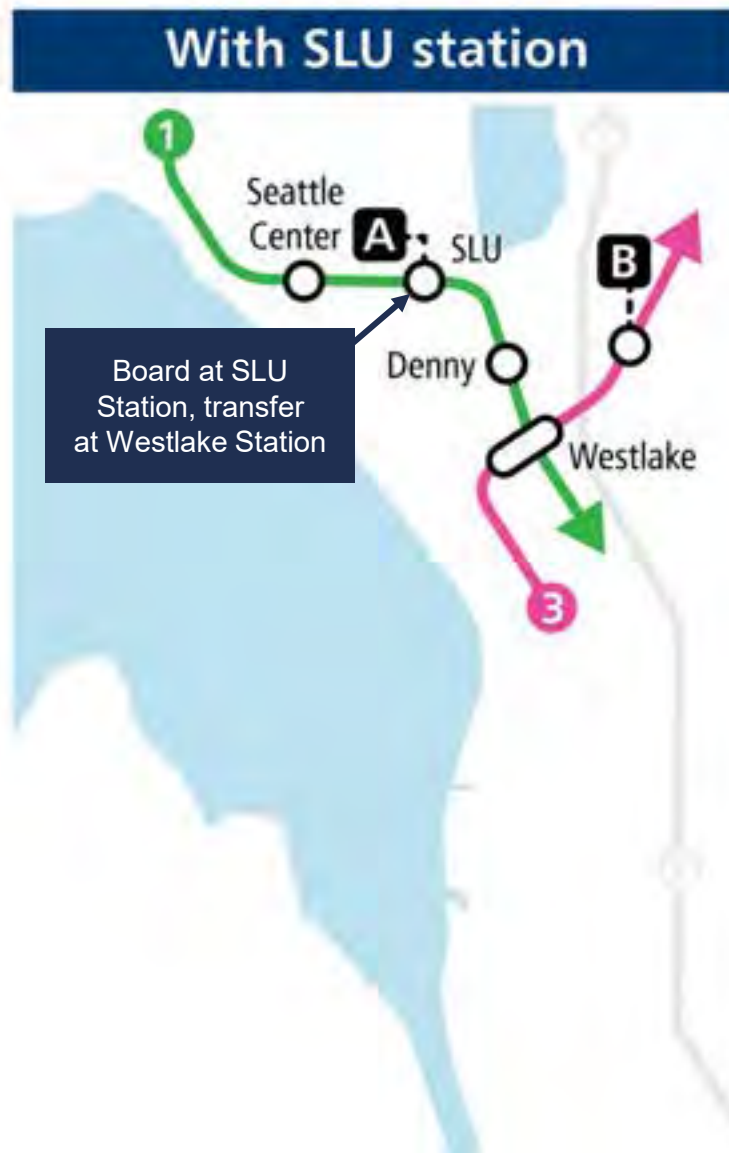 With SLU station
1
Seattle
Center
A
SLU
B
Board at SLU
Station, transfer
at Westlake Station
Denny
Westlake
3